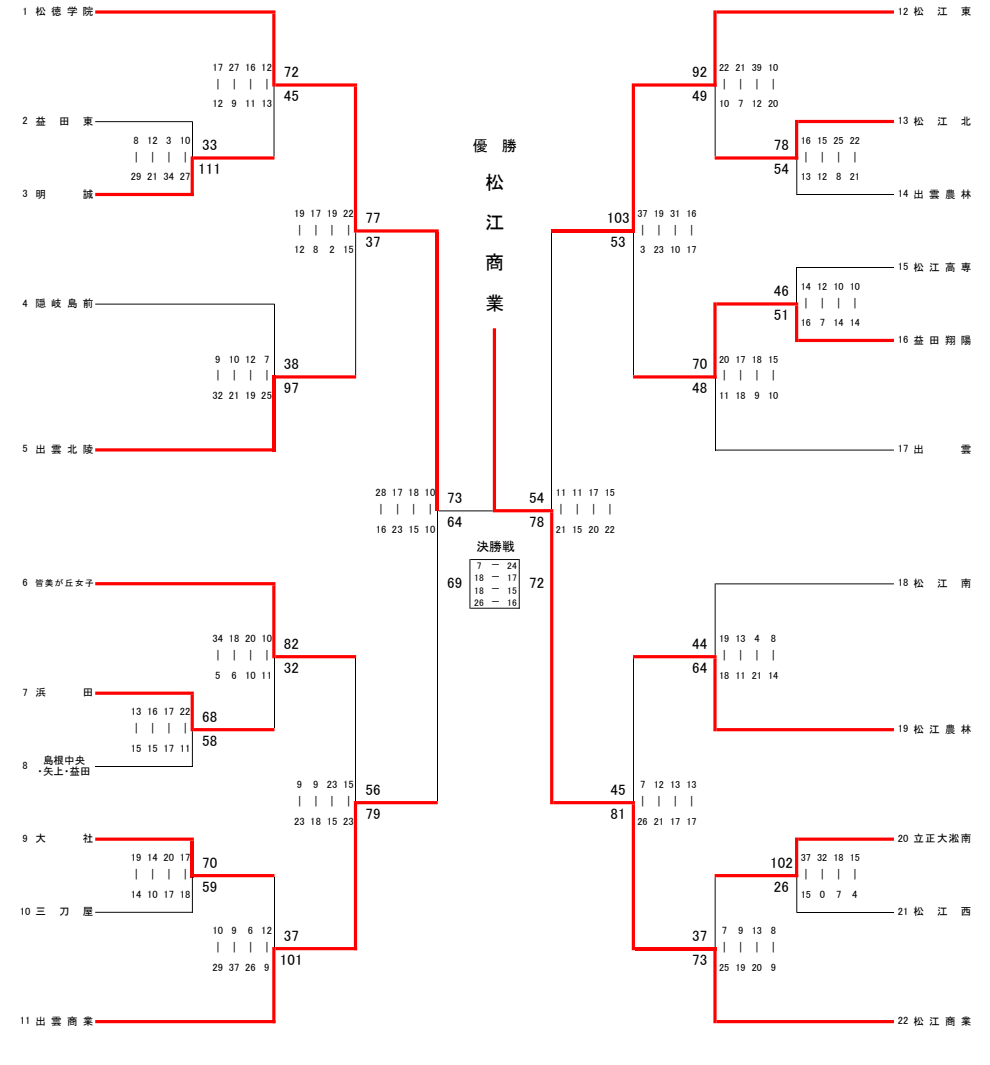 1 松徳学院
12 松江東
17 27 16 12
72
92
22 21 39 10
45
49
12 9 11 13
10 7 12 20
2 益田東
13 松江北
8 12 3 10
33
優勝
78
16 15 25 22
111
54
29 21 34 27
13 12 8 21
3 明誠
14 出雲農林
松江商業
19 17 19 22
77
103
37 19 31 16
37
53
12 8 2 15
3 23 10 17
15 松江高専
4 隠岐島前
46
14 12 10 10
51
16 7 14 14
16 益田翔陽
9 10 12 7
38
70
20 17 18 15
97
48
32 21 19 25
11 18 9 10
5 出雲北陵
17 出雲
28 17 18 10
73
54
11 11 17 15
64
78
16 23 15 10
21 15 20 22
決勝戦
69
7 ー 24
18 ー 17
18 ー 15
26 ー 16
72
6 皆美が丘女子
18 松江南
34 18 20 10
82
44
19 13 4 8
32
64
5 6 10 11
18 11 21 14
7 浜田
13 16 17 22
68
58
15 15 17 11
19 松江農林
8 島根中央
・矢上・益田
9 9 23 15
56
45
7 12 13 13
79
81
23 18 15 23
26 21 17 17
9 大社
20 立正大淞南
19 14 20 17
70
102
37 32 18 15
59
26
14 10 17 18
15 0 7 4
10 三刀屋
21 松江西
10 9 6 12
37
37
7 9 13 8
101
73
29 37 26 9
25 19 20 9
11 出雲商業
22 松江商業